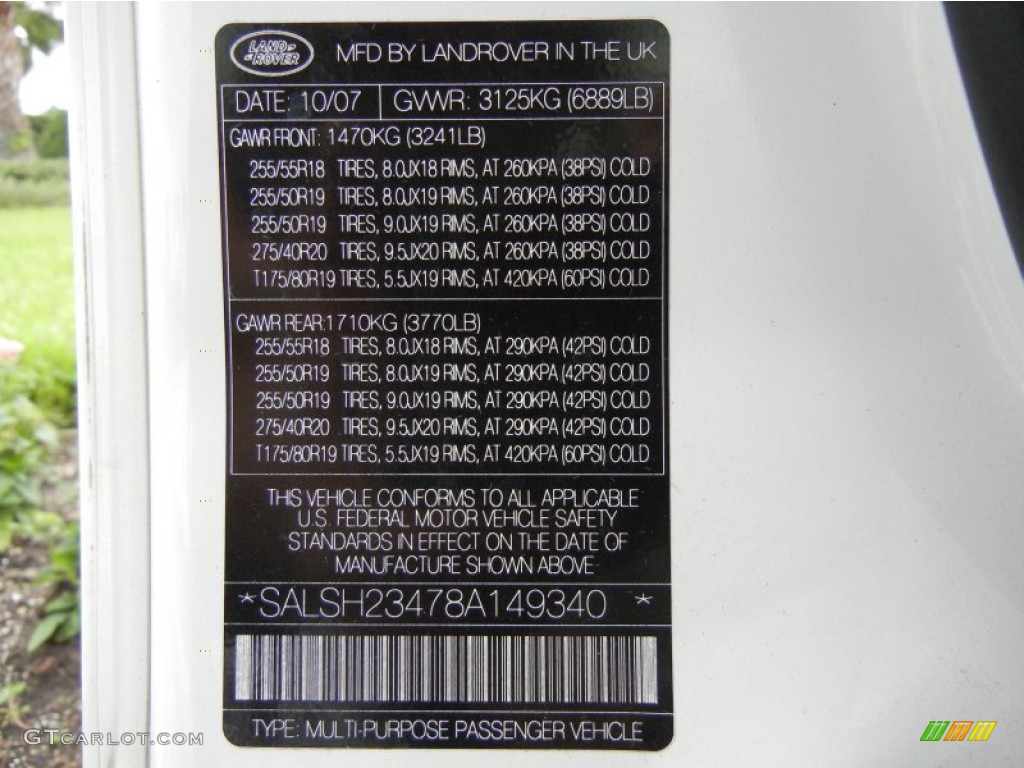 LAND
ROVER
MFD BY LANDROVER IN THE UK
DATE: 10/07 GVWR: 3125KG (6889LB)
GAWR FRONT: 1470KG (3241LB)
255/55R18 TIRES, 8.0JX18 RIMS, AT 260KPA (38PSI) COLD
255/50R19 TIRES, 8.0JX19 RIMS, AT 260KPA (38PSI) COLD
255/50R19 TIRES, 9.0JX19 RIMS, AT 260KPA (38PSI) COLD
275/40R20 TIRES, 9.5JX20 RIMS, AT 260KPA (38PSI) COLD
T175/80R19 TIRES, 5.5JX19 RIMS, AT 420KPA (60PSI) COLD
GAWR REAR:1710KG (3770LB)
255/55R18 TIRES, 8.0JX18 RIMS, AT 290KPA (42PSI) COLD
255/50R19 TIRES, 8.0JX19 RIMS, AT 290KPA (42PSI) COLD
255/50R19 TIRES, 9.0JX19 RIMS, AT 290KPA (42PSI) COLD
275/40R20 TIRES, 9.5JX20 RIMS, AT 290KPA (42PSI) COLD
T175/80R19 TIRES, 5.5JX19 RIMS, AT 420KPA (60PSI) COLD
THIS VEHICLE CONFORMS TO ALL APPLICABLE
U.S. FEDERAL MOTOR VEHICLE SAFETY
STANDARDS IN EFFECT ON THE DATE OF
MANUFACTURE SHOWN ABOVE
*SALSH23478A149340 *
TYPE: MULTI-PURPOSE PASSENGER VEHICLE
GTCARLOT.COM